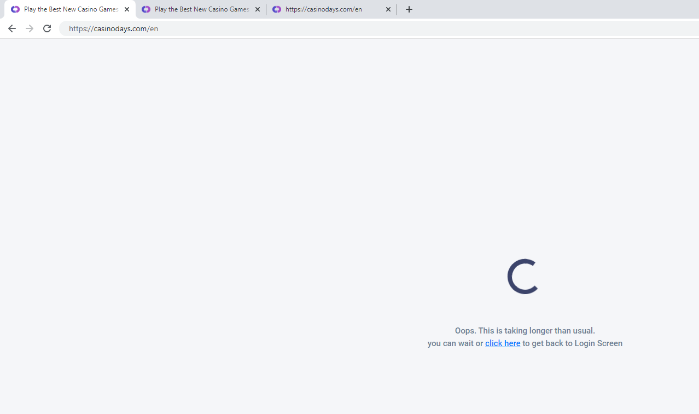 Play the Best New Casino Games
Play the Best New Casino Games
https://casinodays.com/en
https://casinodays.com/en
Oops. This is taking longer than usual.
you can wait or click here to get back to Login Screen